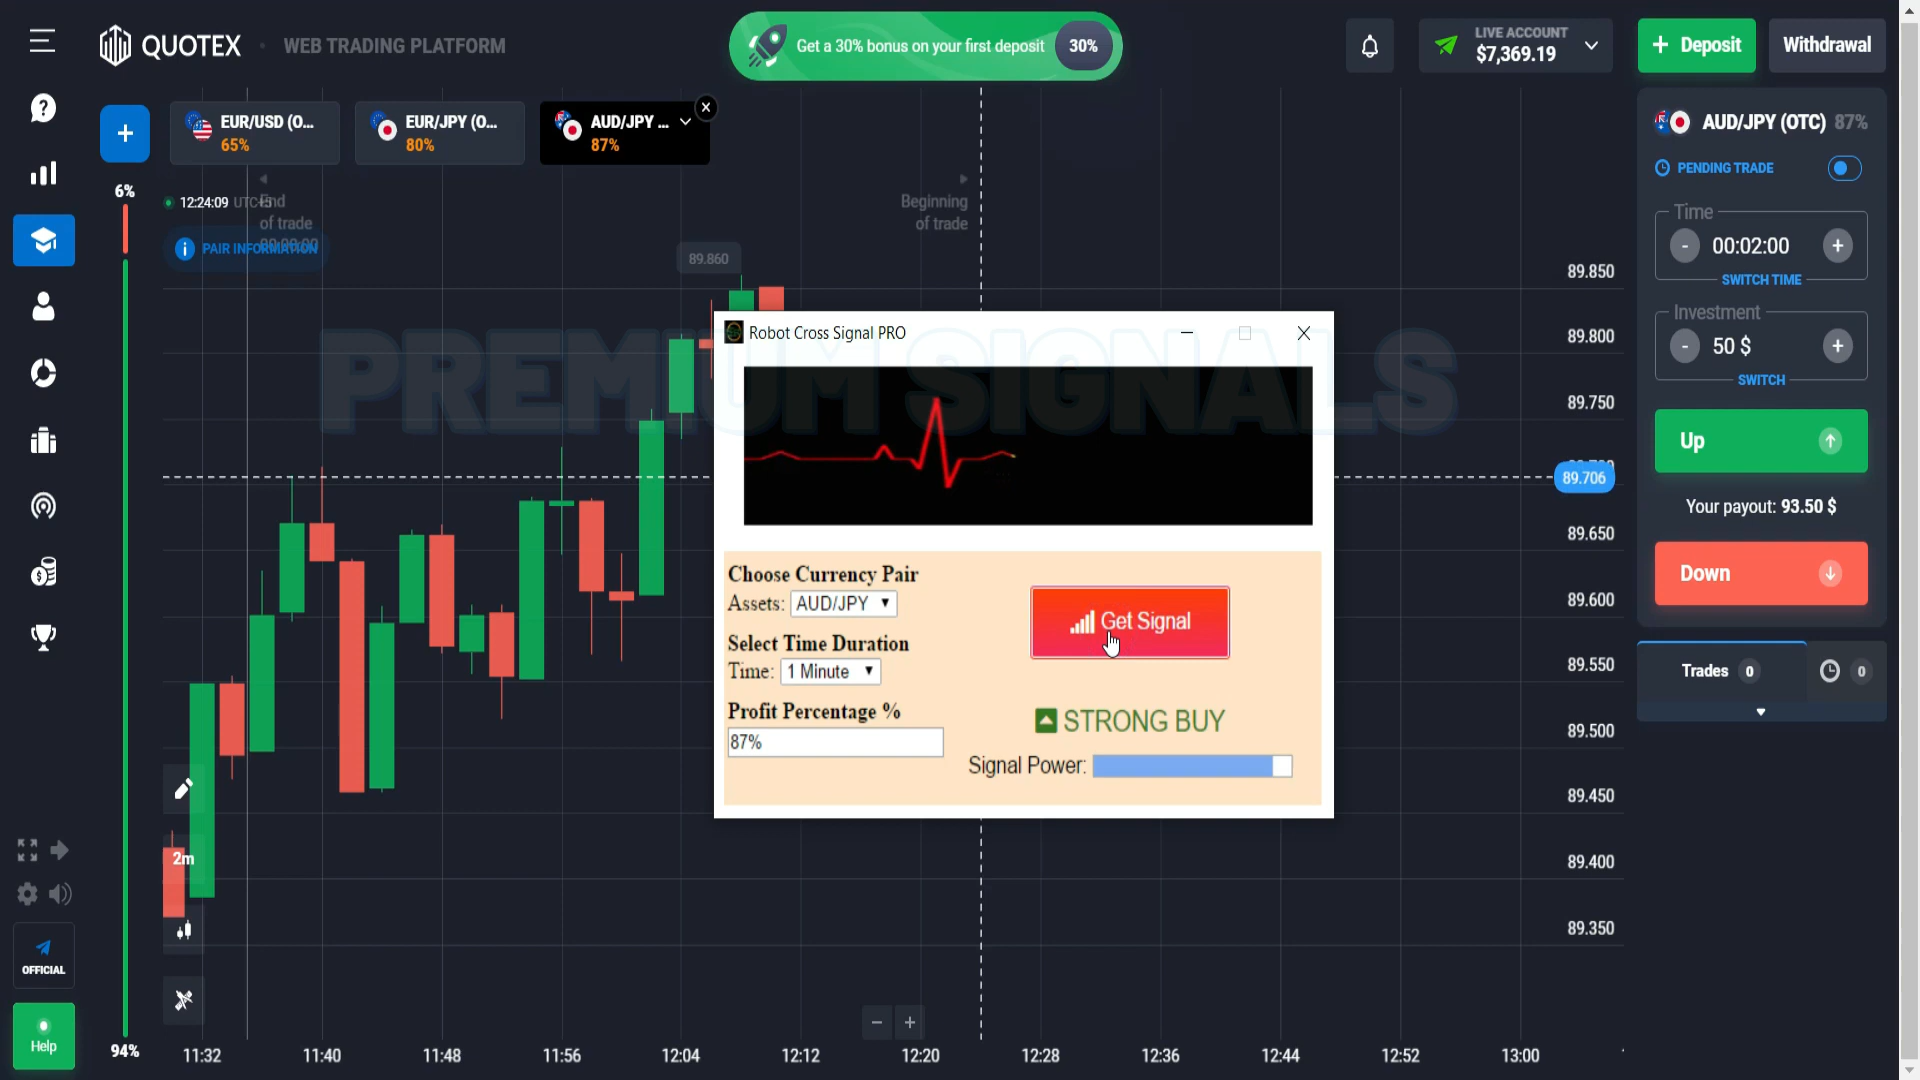 QUOTEX
WEB TRADING PLATFORM
Get a 30% bonus on your first deposit
30%
LIVE ACCOUNT
$7,369.19
+ Deposit
Withdrawal
EUR/USD (O...
65%
EUR/JPY (O...
80%
AUD/JPY ...
87%
6%
12:24:09
End
of trade
PAIR INFORMATION
Beginning
of trade
89.860
AUD/JPY (OTC) 87%
PENDING TRADE
Time
- 00:02:00 +
SWITCH TIME
Investment
- 50 $ +
SWITCH
Up
Your payout: 93.50 $
Down
Trades 0
0
89.850
89.800
89.750
89.706
89.650
89.600
89.550
89.500
89.450
89.400
89.350
PREMIUM SIGNALS
Robot Cross Signal PRO
Choose Currency Pair
Assets: AUD/JPY
Select Time Duration
Time: 1 Minute
Profit Percentage %
87%
Get Signal
STRONG BUY
Signal Power:
2m
OFFICIAL
Help
94%
11:32
11:40
11:48
11:56
12:04
12:12
12:20
12:28
12:36
12:44
12:52
13:00